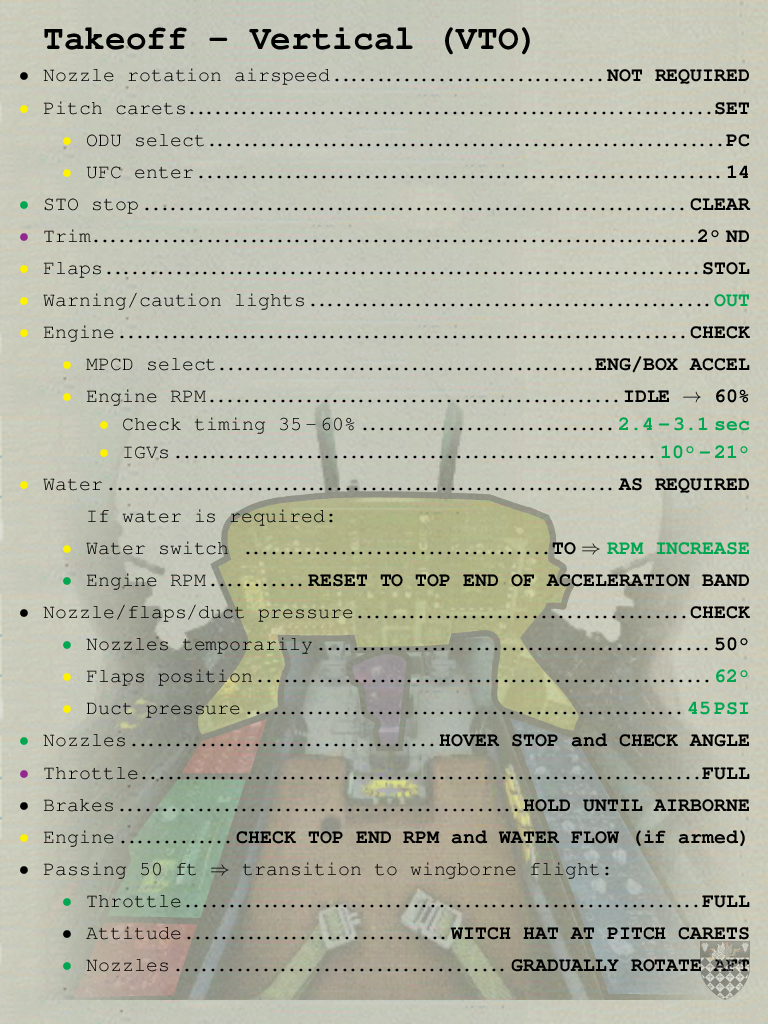 Takeoff – Vertical (VTO)
• Nozzle rotation airspeed..............................NOT REQUIRED
• Pitch carets..........................................................SET
• ODU select.........................................................PC
• UFC enter..........................................................14
• STO stop............................................................CLEAR
• Trim....................................................................2° ND
• Flaps...................................................................STOL
• Warning/caution lights............................................OUT
• Engine................................................................CHECK
• MPCD select..........................................ENG/BOX ACCEL
• Engine RPM..............................................IDLE → 60%
• Check timing 35–60%............................2.4–3.1 sec
• IGVs......................................................10°–21°
• Water.........................................................AS REQUIRED
If water is required:
• Water switch ..................................TO ⇒ RPM INCREASE
• Engine RPM...........RESET TO TOP END OF ACCELERATION BAND
• Nozzle/flaps/duct pressure.....................................CHECK
• Nozzles temporarily............................................50°
• Flaps position....................................................62°
• Duct pressure.................................................45 PSI
• Nozzles...................................HOVER STOP and CHECK ANGLE
• Throttle..............................................................FULL
• Brakes..............................................HOLD UNTIL AIRBORNE
• Engine.............CHECK TOP END RPM and WATER FLOW (if armed)
• Passing 50 ft ⇒ transition to wingborne flight:
• Throttle..........................................................FULL
• Attitude..............................WITCH HAT AT PITCH CARETS
• Nozzles.....................................GRADUALLY ROTATE AFT